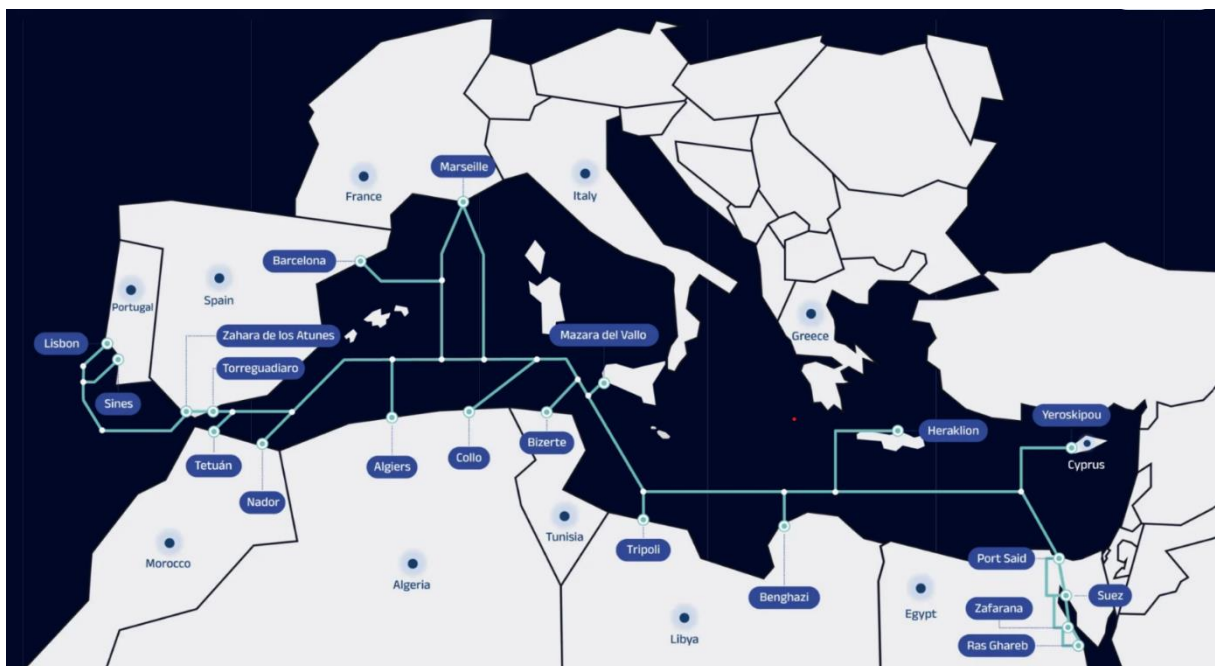 Marseille
France
Italy
Barcelona
Portugal
Spain
Greece
Mazara del Vallo
Zahara de los Atunes
Lisbon
Torreguadiaro
Sines
Yeroskipou
Heraklion
Cyprus
Tetuán
Algiers
Collo
Bizerte
Nador
Tunisia
Tripoli
Port Said
Morocco
Algeria
Benghazi
Egypt
Suez
Zafarana
Libya
Ras Ghareb